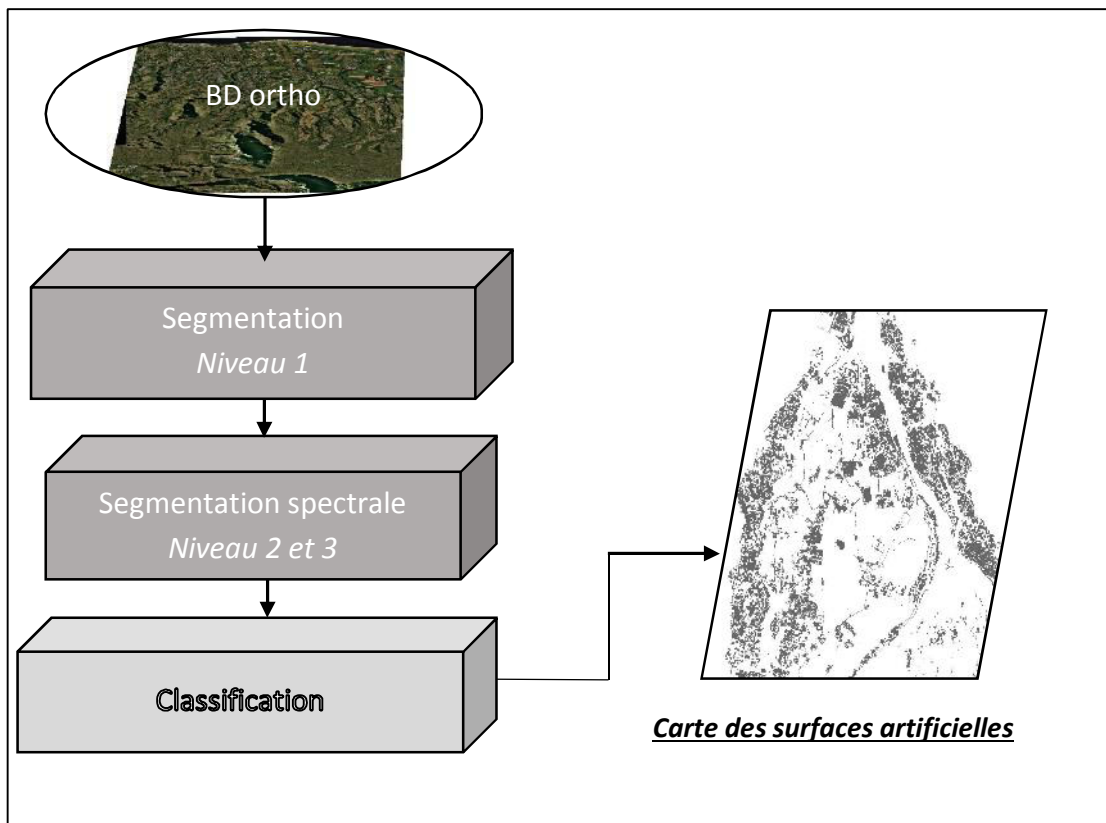 BD ortho
Segmentation
Niveau 1
Segmentation spectrale
Niveau 2 et 3
Classification
Carte des surfaces artificielles